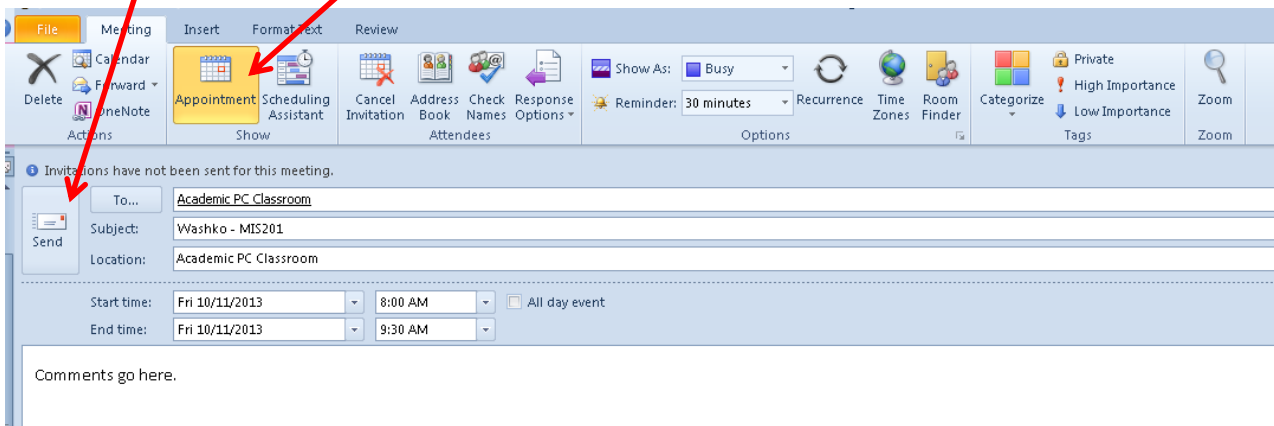 File Meeting Insert Format Text Review
Calendar
Forward
OneNote
Delete
Actions
Appointment Scheduling Assistant
Show
Cancel Invitation Address Book Check Names Response Options
Attendees
Show As: Busy
Reminder: 30 minutes
Recurrence Time Zones Room Finder
Options
Categorize
Private
High Importance
Low Importance
Tags
Zoom
Zoom
Invitations have not been sent for this meeting.
Send
To... Academic PC Classroom
Subject: Washko - MIS201
Location: Academic PC Classroom
Start time: Fri 10/11/2013 8:00 AM All day event
End time: Fri 10/11/2013 9:30 AM
Comments go here.